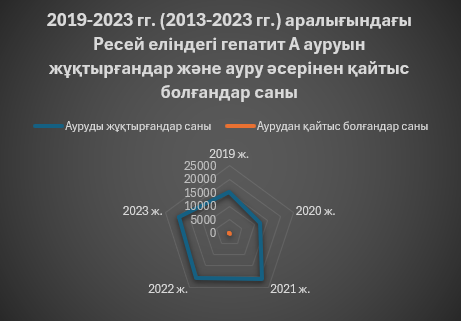 2019-2023 гг. (2013-2023 гг.) аралығындағы
Ресей еліндегі гепатит А ауруын
жұқтырғандар және ауру әсерінен қайтыс
болғандар саны
Ауруды жұқтырғандар саны
Аурудан қайтыс болғандар саны
2019 ж.
25000
20000
15000
10000
5000
0
2020 ж.
2021 ж.
2022 ж.
2023 ж.